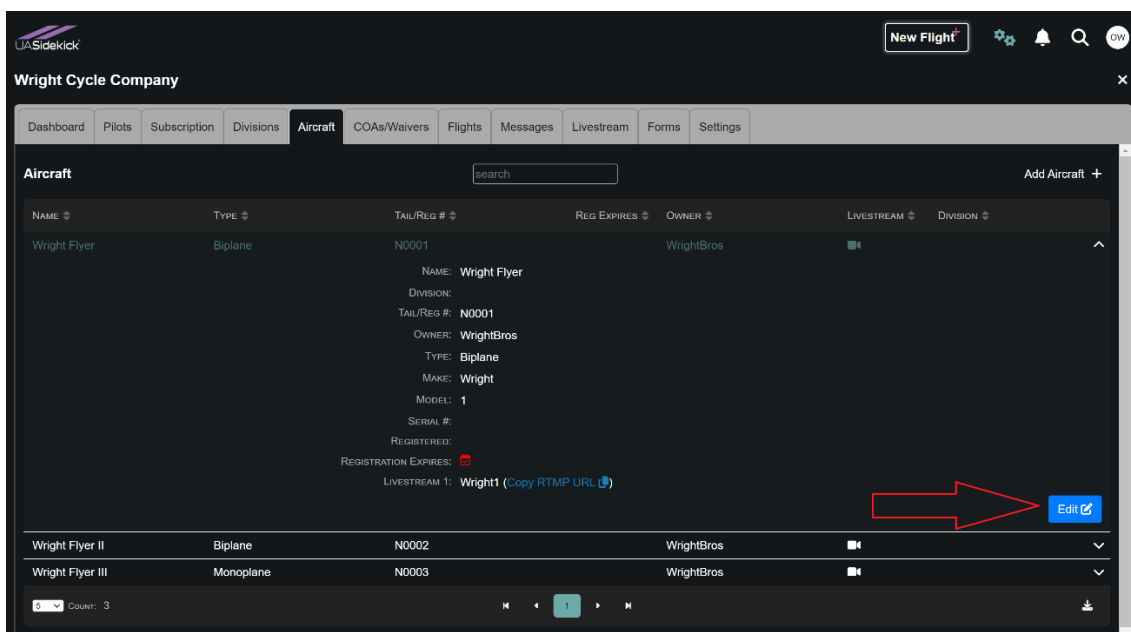 UASidekick
New Flight+
OW
Wright Cycle Company
×
Dashboard Pilots Subscription Divisions Aircraft COAs/Waivers Flights Messages Livestream Forms Settings
Aircraft search Add Aircraft +
NAME TYPE TAIL/REG # REG EXPIRES OWNER LIVESTREAM DIVISION
Wright Flyer Biplane N0001 WrightBros
NAME: Wright Flyer
DIVISION:
TAIL/REG #: N0001
OWNER: WrightBros
TYPE: Biplane
MAKE: Wright
MODEL: 1
SERIAL #:
REGISTERED:
REGISTRATION EXPIRES:
LIVESTREAM 1: Wright1 (Copy RTMP URL)
Edit
Wright Flyer II Biplane N0002 WrightBros
Wright Flyer III Monoplane N0003 WrightBros
5 COUNT: 3 1